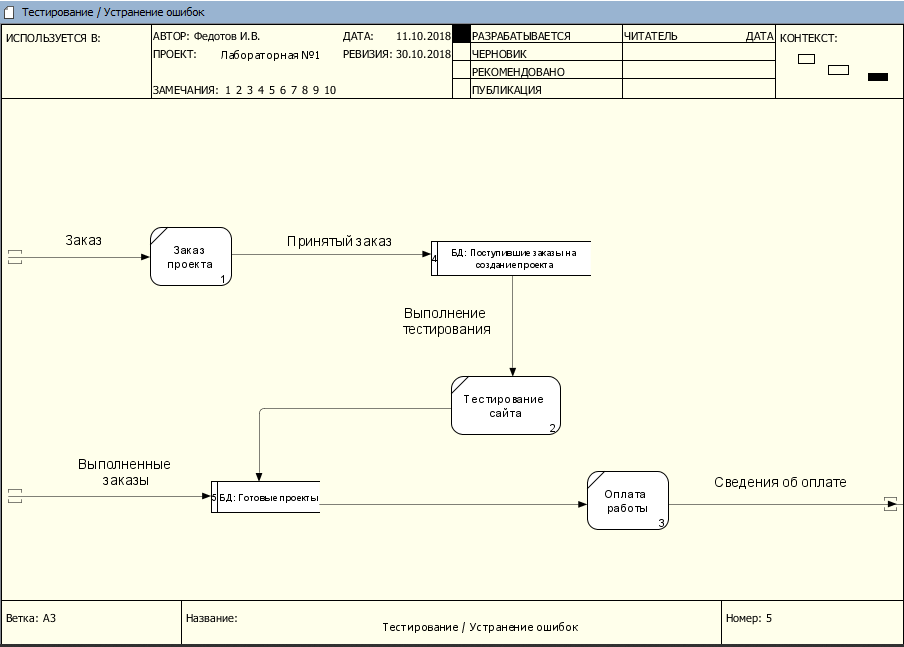 Тестирование / Устранение ошибок
ИСПОЛЬЗУЕТСЯ В:
АВТОР: Федотов И.В.
ДАТА: 11.10.2018
ПРОЕКТ: Лабораторная №1
РЕВИЗИЯ: 30.10.2018
ЗАМЕЧАНИЯ: 1 2 3 4 5 6 7 8 9 10
РАЗРАБАТЫВАЕТСЯ
ЧЕРНОВИК
РЕКОМЕНДОВАНО
ПУБЛИКАЦИЯ
ЧИТАТЕЛЬ
ДАТА
КОНТЕКСТ:
Заказ
Заказ
проекта
1
Принятый заказ
4
БД: Поступившие заказы на
создание проекта
Выполнение
тестирования
Тестирование
сайта
2
Выполненные
заказы
5
БД: Готовые проекты
Оплата
работы
3
Сведения об оплате
Ветка: A3
Название:
Тестирование / Устранение ошибок
Номер: 5